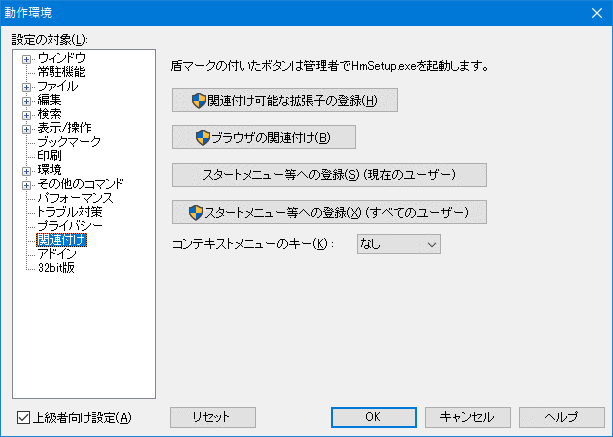 動作環境
設定の対象(L):
ウィンドウ
常駐機能
ファイル
編集
検索
表示/操作
ブックマーク
印刷
環境
その他のコマンド
パフォーマンス
トラブル対策
プライバシー
関連付け
アドイン
32bit版
盾マークの付いたボタンは管理者でHmSetup.exeを起動します。
関連付け可能な拡張子の登録(H)
ブラウザの関連付け(B)
スタートメニュー等への登録(S) (現在のユーザー)
スタートメニュー等への登録(X) (すべてのユーザー)
コンテキストメニューのキー(K): なし
上級者向け設定(A) リセット OK キャンセル ヘルプ